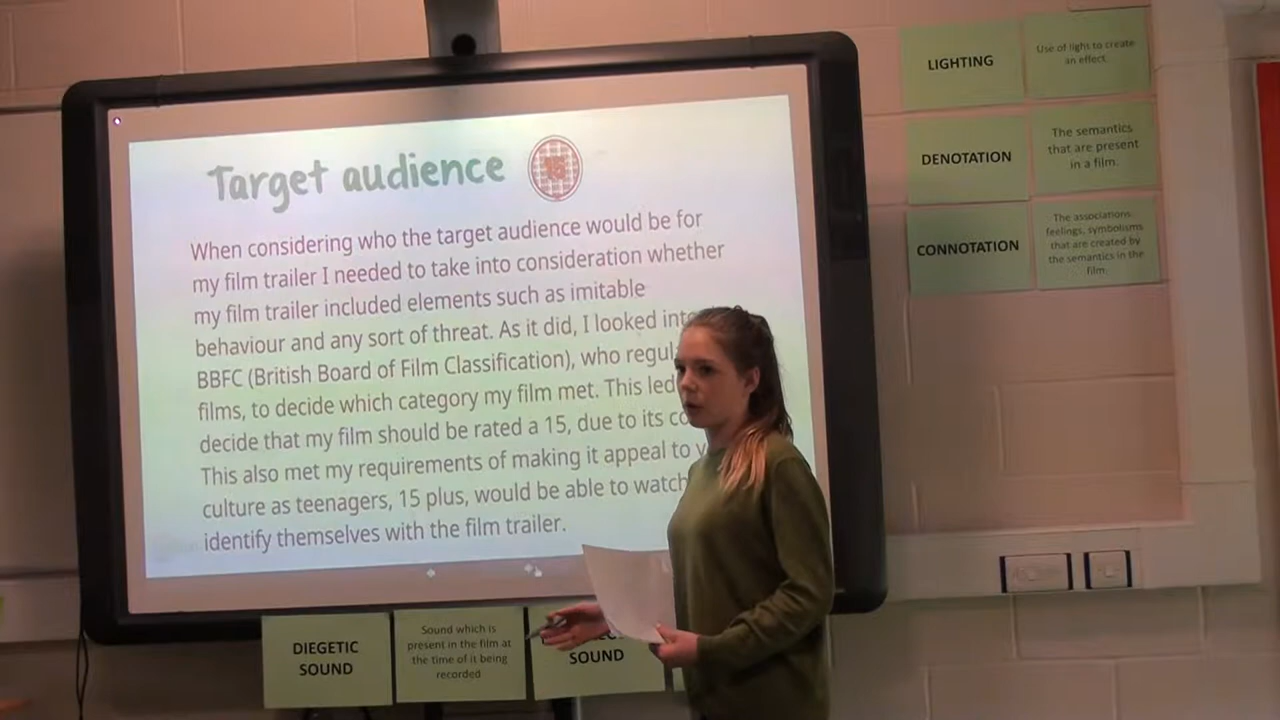 Target audience
15
When considering who the target audience would be for
my film trailer I needed to take into consideration whether
my film trailer included elements such as imitable
behaviour and any sort of threat. As it did, I looked into
BBFC (British Board of Film Classification), who
films, to decide which category my film met. This led
decide that my film should be rated a 15, due to its
This also met my requirements of making it appeal to
culture as teenagers, 15 plus, would be able to watch
identify themselves with the film trailer.
LIGHTING
Use of light to create
an effect.
DENOTATION
The semantics
that are present
in a film.
CONNOTATION
The associations,
feelings, symbolisms
that are created by
the semantics in the
film.
DIEGETIC
SOUND
Sound which is
present in the film at
the time of it being
recorded
SOUND